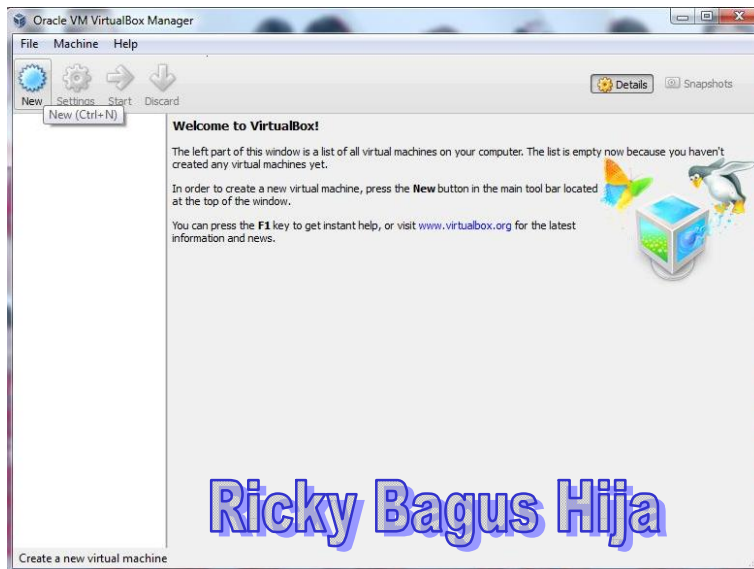 Oracle VM VirtualBox Manager
File Machine Help
New Settings Start Discard
Details Snapshots
New (Ctrl+N)
Welcome to VirtualBox!
The left part of this window is a list of all virtual machines on your computer. The list is empty now because you haven't
created any virtual machines yet.
In order to create a new virtual machine, press the New button in the main tool bar located
at the top of the window.
You can press the F1 key to get instant help, or visit www.virtualbox.org for the latest
information and news.
Ricky Bagus Hija
Create a new virtual machine